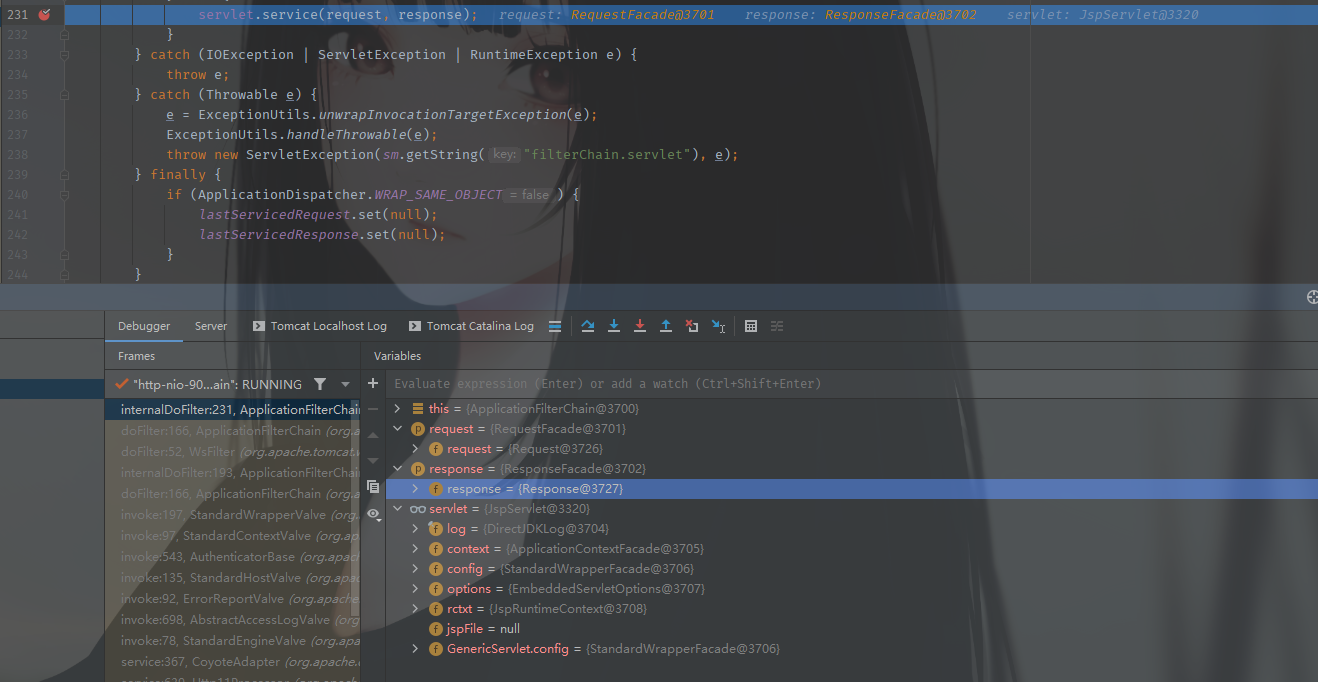 231 servlet.service(request, response); request: RequestFacade@3701 response: ResponseFacade@3702 servlet: JspServlet@3320
232 }
233 } catch (IOException | ServletException | RuntimeException e) {
234 throw e;
235 } catch (Throwable e) {
236 e = ExceptionUtils.unwrapInvocationTargetException(e);
237 ExceptionUtils.handleThrowable(e);
238 throw new ServletException(sm.getString( key: "filterChain.servlet"), e);
239 } finally {
240 if (ApplicationDispatcher.WRAP_SAME_OBJECT = false ) {
241 lastServicedRequest.set(null);
242 lastServicedResponse.set(null);
243 }
244 }
Debugger Server Tomcat Localhost Log Tomcat Catalina Log
Frames
"http-nio-90...ain": RUNNING
internalDoFilter:231, ApplicationFilterChai
doFilter:166, ApplicationFilterChain (org.a
doFilter:52, WsFilter (org.apache.tomcat.
internalDoFilter:193, ApplicationFilterChai
doFilter:166, ApplicationFilterChain (org.a
invoke:197, StandardWrapperValve (org.
invoke:97, StandardContextValve (org.apa
invoke:543, AuthenticatorBase (org.apac
invoke:135, StandardHostValve (org.apac
invoke:92, ErrorReportValve (org.apache
invoke:698, AbstractAccessLogValve (org
invoke:78, StandardEngineValve (org.apa
service:367, CoyoteAdapter (org.apache.
Variables
Evaluate expression (Enter) or add a watch (Ctrl+Shift+Enter)
this = {ApplicationFilterChain@3700}
request = {RequestFacade@3701}
request = {Request@3726}
response = {ResponseFacade@3702}
response = {Response@3727}
servlet = {JspServlet@3320}
log = {DirectJDKLog@3704}
context = {ApplicationContextFacade@3705}
config = {StandardWrapperFacade@3706}
options = {EmbeddedServletOptions@3707}
rctxt = {JspRuntimeContext@3708}
jspFile = null
GenericServlet.config = {StandardWrapperFacade@3706}